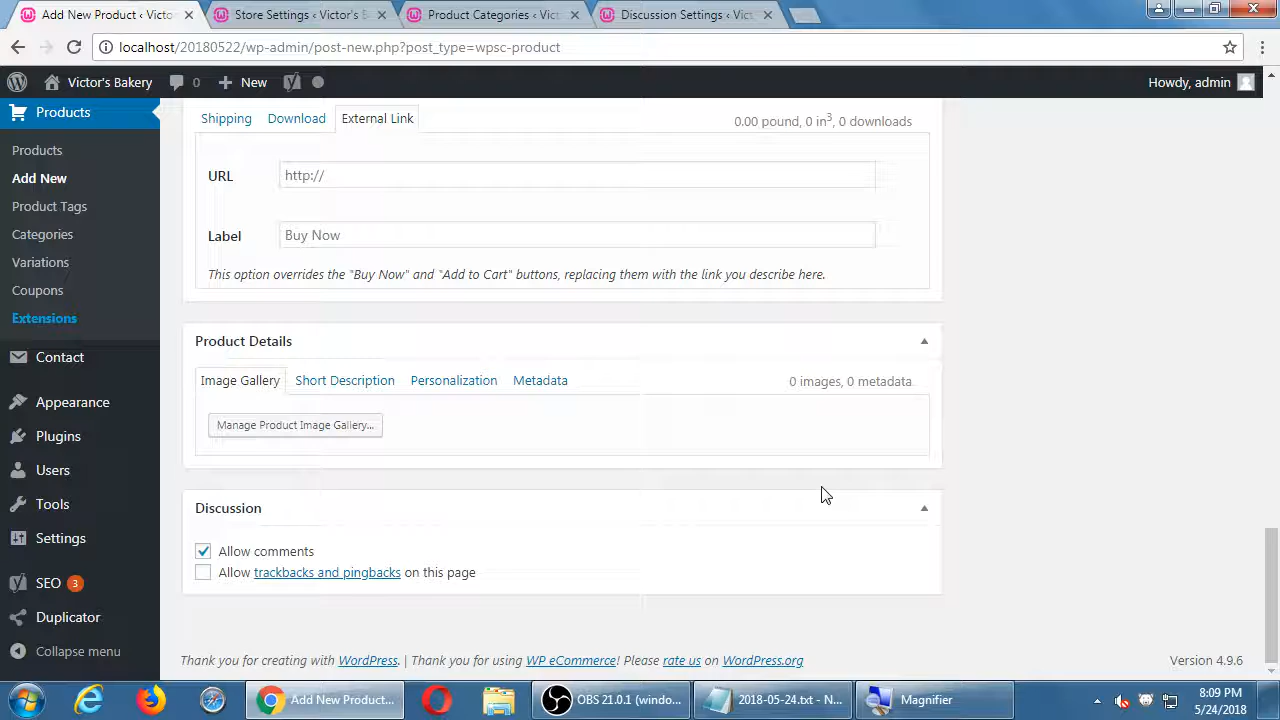 Add New Product ‹ Victo
Store Settings ‹ Victor's B
Product Categories
Discussion Settings ‹ Vict
localhost/20180522/wp-admin/post-new.php?post_type=wpsc-product
Victor's Bakery 0 New Howdy, admin
Products
Products
Add New
Product Tags
Categories
Variations
Coupons
Extensions
Contact
Appearance
Plugins
Users
Tools
Settings
SEO 3
Duplicator
Collapse menu
Shipping Download External Link 0.00 pound, 0 in³, 0 downloads
URL http://
Label Buy Now
This option overrides the "Buy Now" and "Add to Cart" buttons, replacing them with the link you describe here.
Product Details
Image Gallery Short Description Personalization Metadata 0 images, 0 metadata
Manage Product Image Gallery...
Discussion
Allow comments
Allow trackbacks and pingbacks on this page
Thank you for creating with WordPress. | Thank you for using WP eCommerce! Please rate us on WordPress.org Version 4.9.6
Add New Product... OBS 21.0.1 (windo... 2018-05-24.txt - N... Magnifier
8:09 PM
5/24/2018